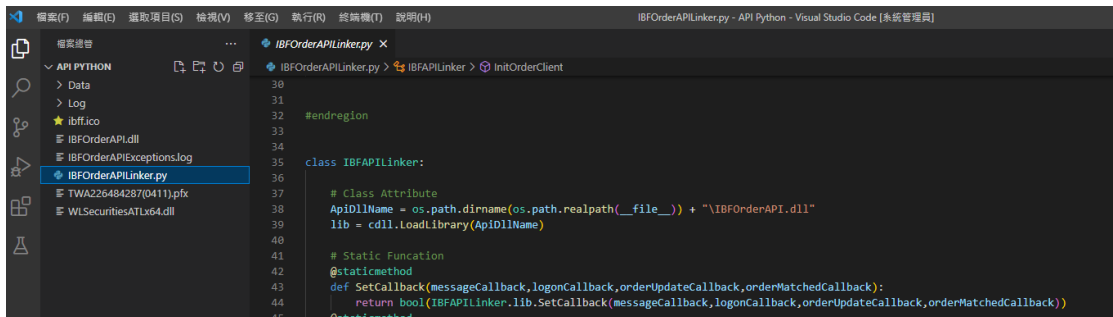 檔案(F) 編輯(E) 選取項目(S) 檢視(V) 移至(G) 執行(R) 終端機(T) 說明(H) IBFOrderAPILinker.py - API Python - Visual Studio Code [系統管理員]
檔案總管 ...
IBFOrderAPILinker.py ×
API PYTHON
IBFOrderAPILinker.py > IBFAPILinker > InitOrderClient
> Data
> Log
ibff.ico
IBFOrderAPI.dll
IBFOrderAPIExceptions.log
IBFOrderAPILinker.py
TWA226484287(0411).pfx
WLSecuritiesATLx64.dll
30
31
32 #endregion
33
34
35 class IBFAPILinker:
36
37 # Class Attribute
38 ApiDllName = os.path.dirname(os.path.realpath(__file__)) + "\IBFOrderAPI.dll"
39 lib = cdll.LoadLibrary(ApiDllName)
40
41 # Static Funcation
42 @staticmethod
43 def SetCallback(messageCallback,logonCallback,orderUpdateCallback,orderMatchedCallback):
44 return bool(IBFAPILinker.lib.SetCallback(messageCallback,logonCallback,orderUpdateCallback,orderMatchedCallback))